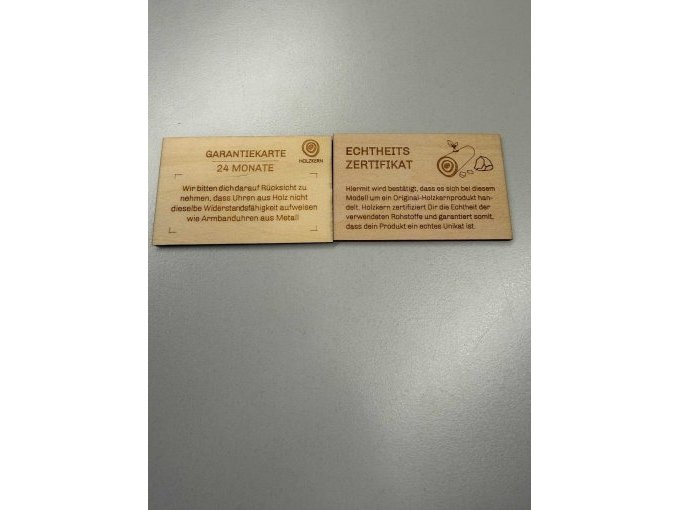 GARANTIEKARTE
24 MONATE
HOLZKERN
Wir bitten dich darauf Rücksicht zu
nehmen, dass Uhren aus Holz nicht
dieselbe Widerstandsfähigkeit aufweisen
wie Armbanduhren aus Metall
ECHTHEITS
ZERTIFIKAT
Hiermit wird bestätigt, dass es sich bei diesem
Modell um ein Original-Holzkernprodukt han-
delt. Holzkern zertifiziert Dir die Echtheit der
verwendeten Rohstoffe und garantiert somit,
dass dein Produkt ein echtes Unikat ist.